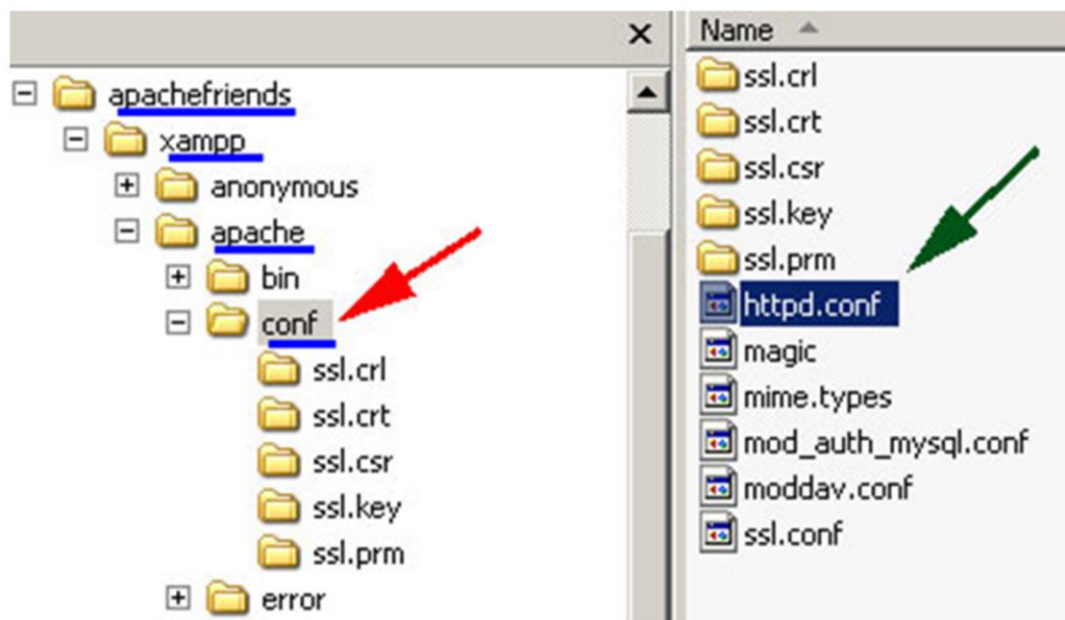 apachefriends
xampp
anonymous
apache
bin
conf
ssl.crl
ssl.crt
ssl.csr
ssl.key
ssl.prm
error
Name
ssl.crl
ssl.crt
ssl.csr
ssl.key
ssl.prm
httpd.conf
magic
mime.types
mod_auth_mysql.conf
moddav.conf
ssl.conf